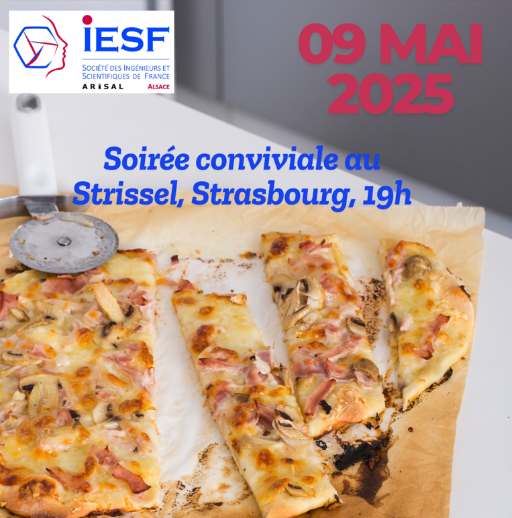 iESF
SOCIÉTÉ DES INGÉNIEURS ET
SCIENTIFIQUES DE FRANCE
ARISAL ALSACE
09 MAI
2025
Soirée conviviale au
Strissel, Strasbourg, 19h